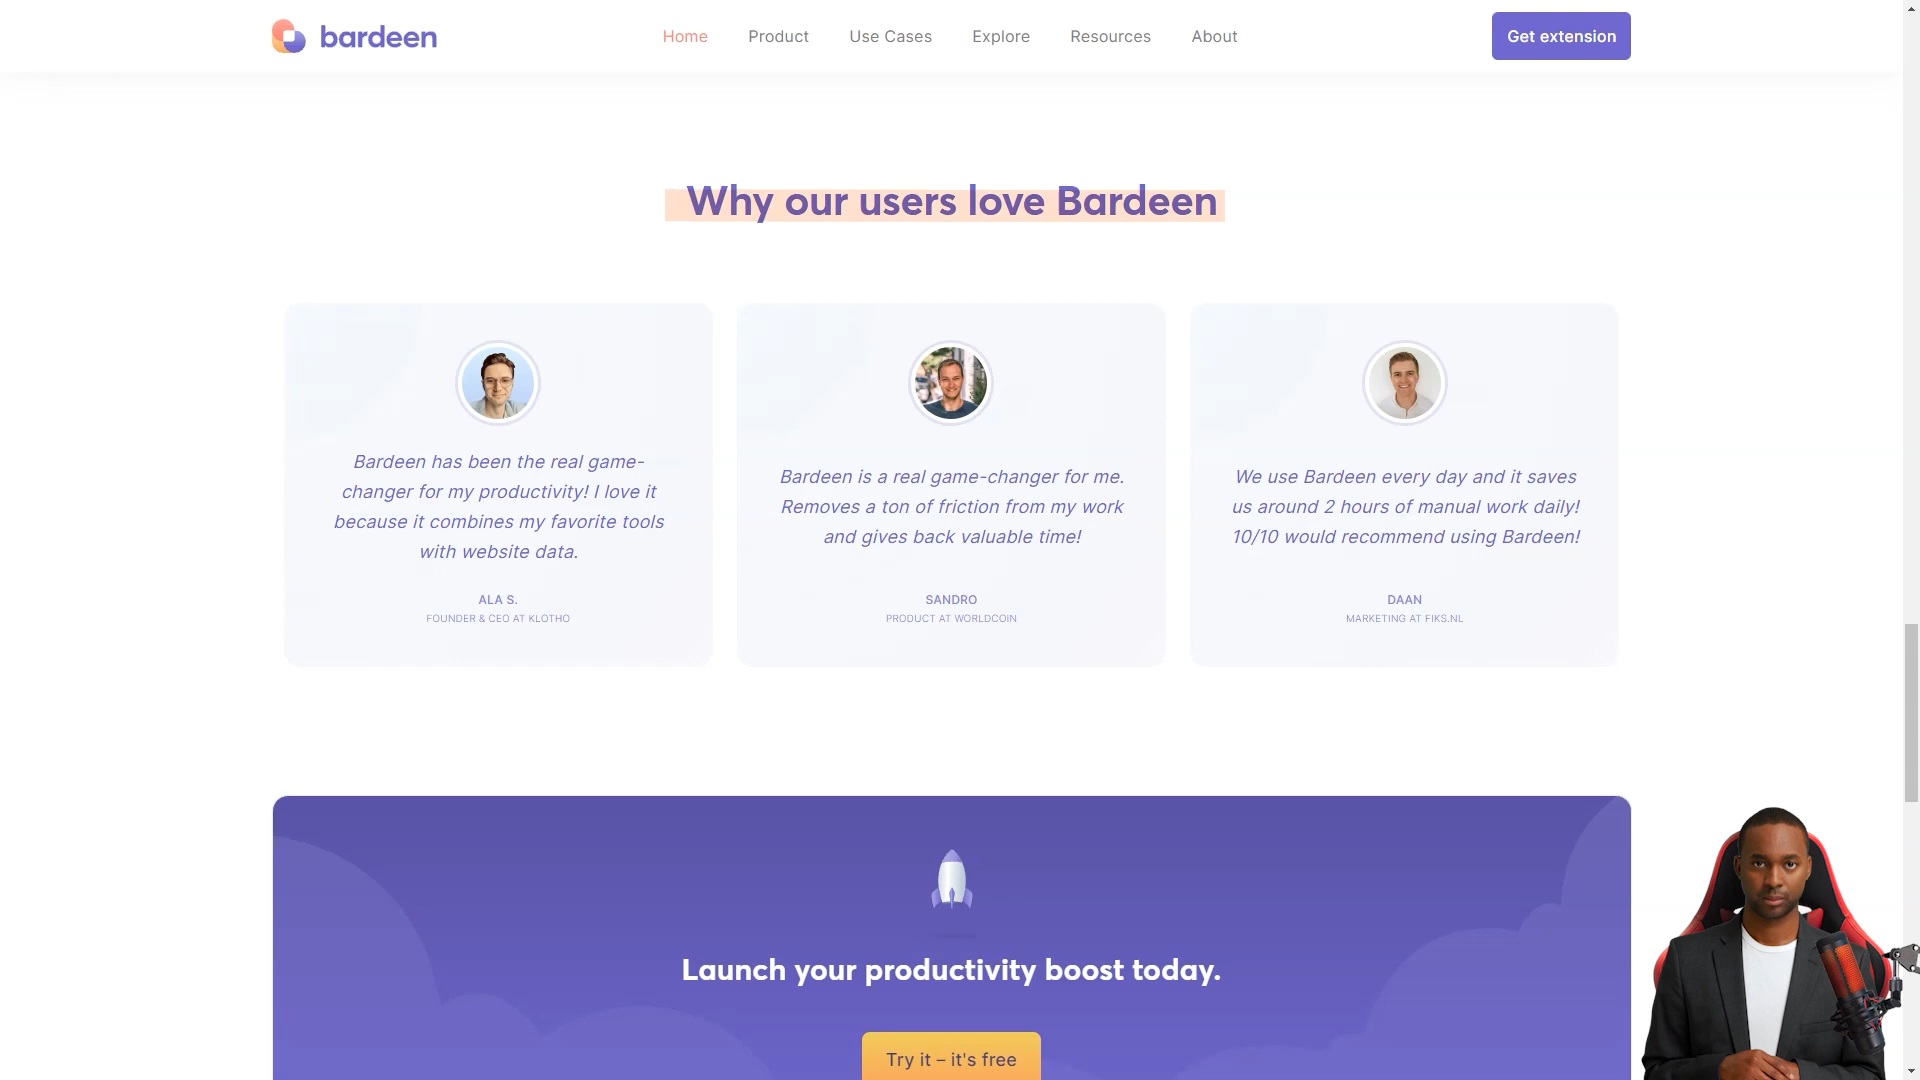 bardeen
Home Product Use Cases Explore Resources About
Get extension
Why our users love Bardeen
Bardeen has been the real game-
changer for my productivity! I love it
because it combines my favorite tools
with website data.
ALA S.
FOUNDER & CEO AT KLOTHO
Bardeen is a real game-changer for me.
Removes a ton of friction from my work
and gives back valuable time!
SANDRO
PRODUCT AT WORLDCOIN
We use Bardeen every day and it saves
us around 2 hours of manual work daily!
10/10 would recommend using Bardeen!
DAAN
MARKETING AT FIKS.NL
Launch your productivity boost today.
Try it – it's free